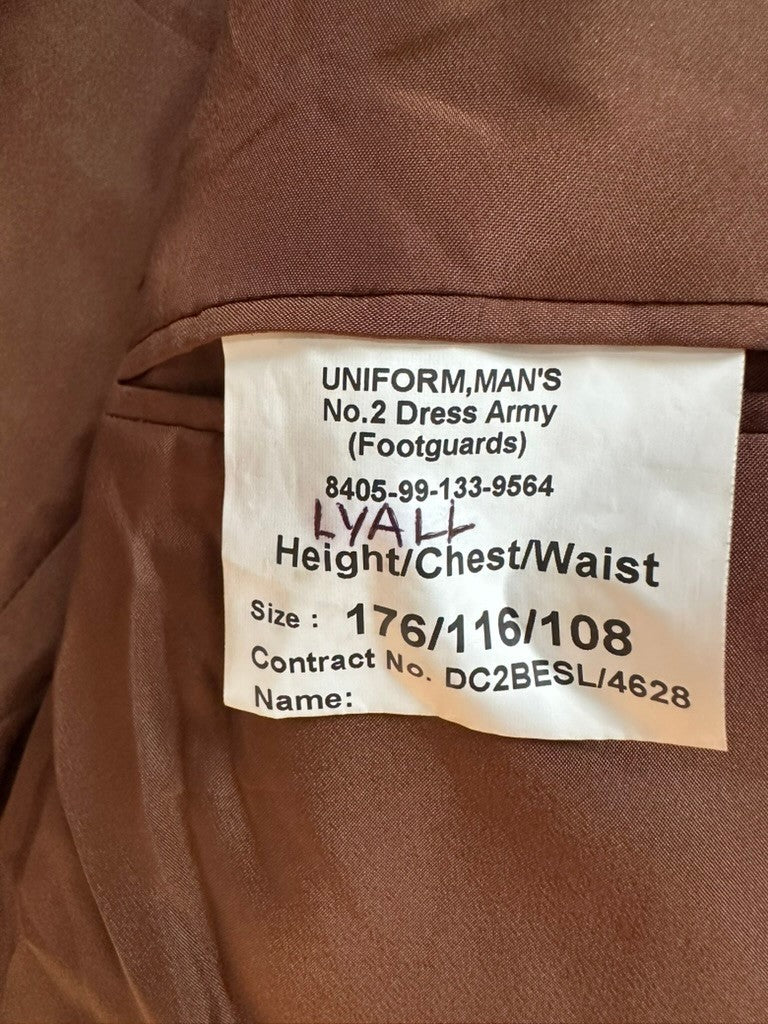 UNIFORM,MAN'S
No.2 Dress Army
(Footguards)
8405-99-133-9564
LYALL
Height/Chest/Waist
Size : 176/116/108
Contract No. DC2BESL/4628
Name: